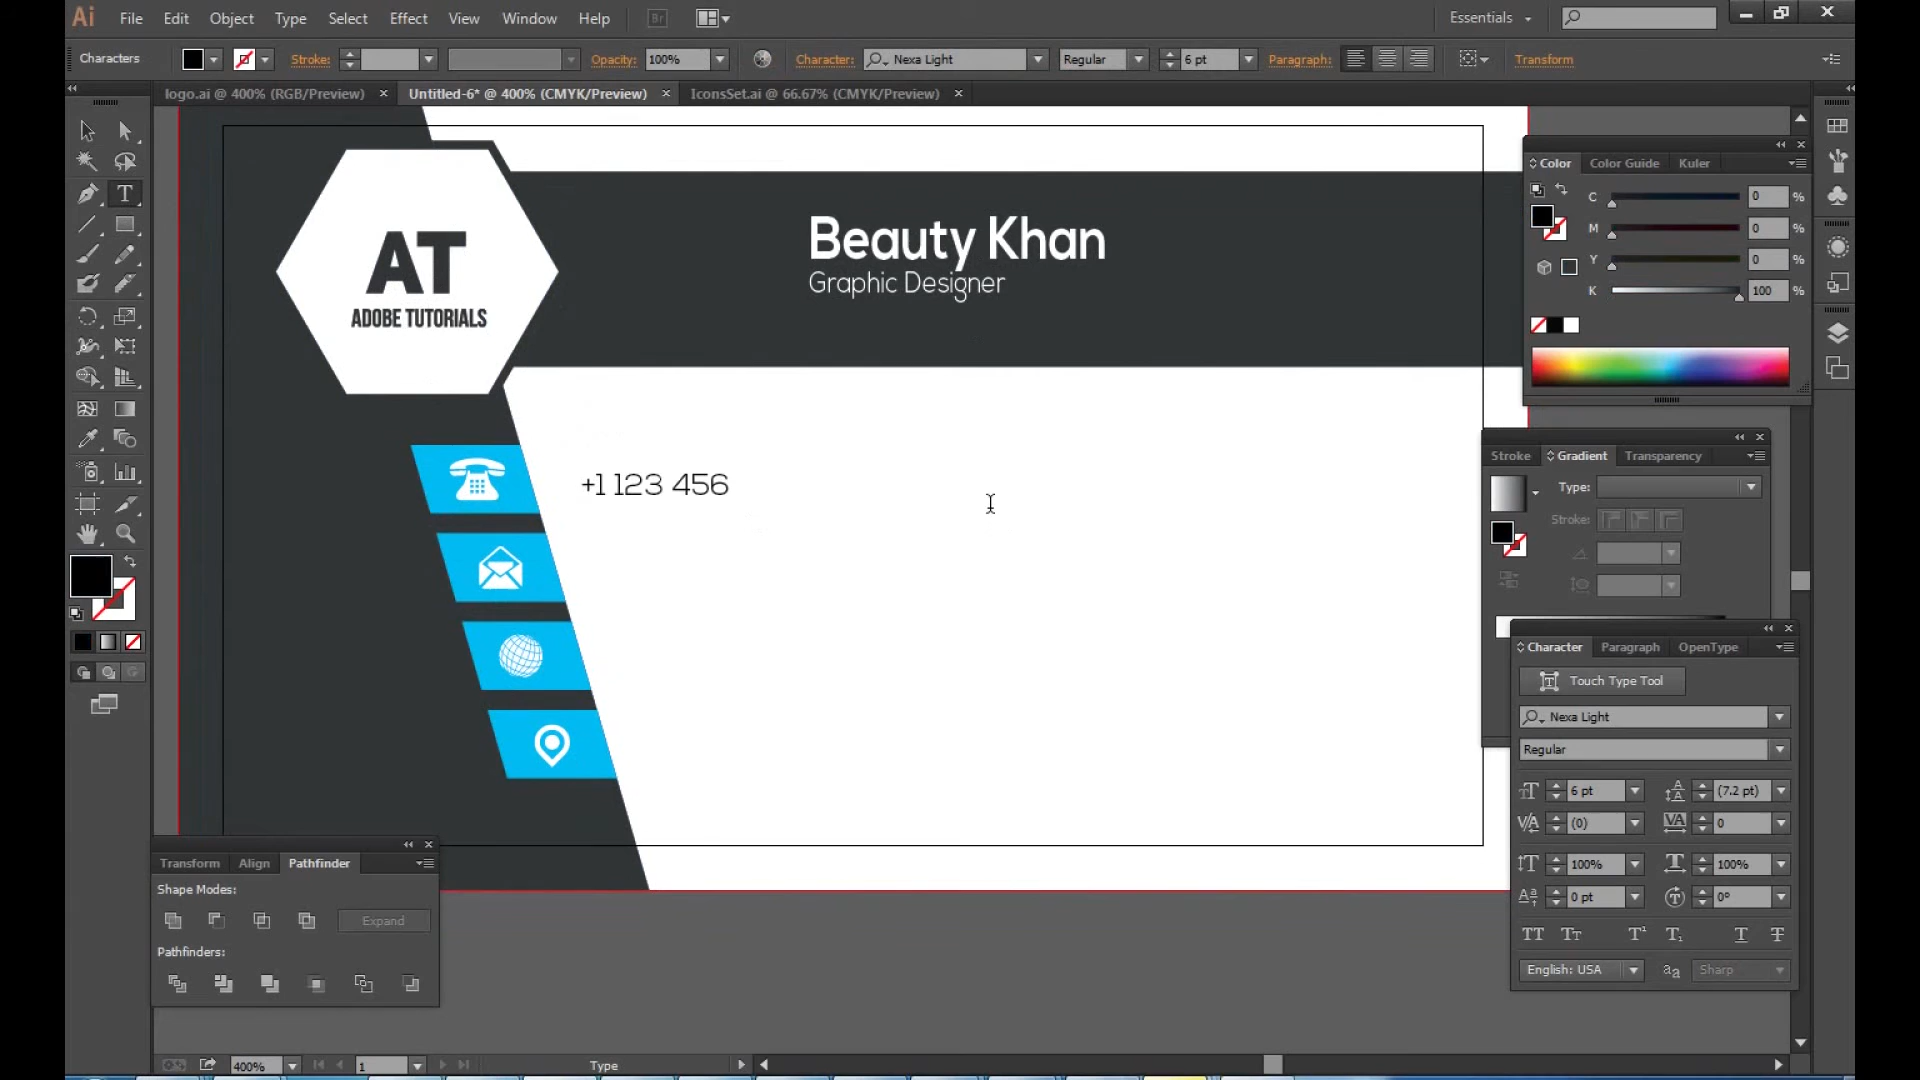 Ai File Edit Object Type Select Effect View Window Help Br Essentials
Characters Stroke: Opacity: 100% Character: Nexa Light Regular 6 pt Paragraph: Transform
logo.ai @ 400% (RGB/Preview) × Untitled-6* @ 400% (CMYK/Preview) × IconsSet.ai @ 66.67% (CMYK/Preview) ×
Color Color Guide Kuler
C 0 %
M 0 %
Y 0 %
K 100 %
Beauty Khan
Graphic Designer
AT
ADOBE TUTORIALS
+1 123 456
Stroke Gradient Transparency
Type:
Stroke:
Character Paragraph OpenType
Touch Type Tool
Nexa Light
Regular
6 pt (7.2 pt)
(0) 0
100% 100%
0 pt 0°
English: USA Sharp
Transform Align Pathfinder
Shape Modes:
Expand
Pathfinders:
400% 1 Type